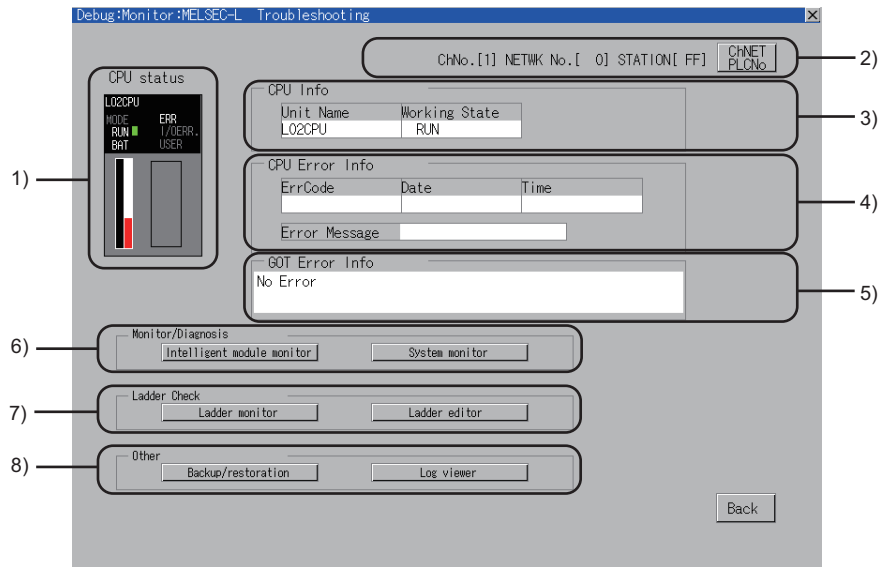 Debug:Monitor:MELSEC-L Troubleshooting
ChNo.[1] NETWK No.[ 0] STATION[ FF]
ChNET
PLCNo
2)
CPU status
L02CPU
MODE ERR
RUN I/OERR.
BAT USER
1)
CPU Info
Unit Name Working State
L02CPU RUN
3)
CPU Error Info
ErrCode Date Time
Error Message
4)
GOT Error Info
No Error
5)
Monitor/Diagnosis
Intelligent module monitor System monitor
6)
Ladder Check
Ladder monitor Ladder editor
7)
Other
Backup/restoration Log viewer
8)
Back